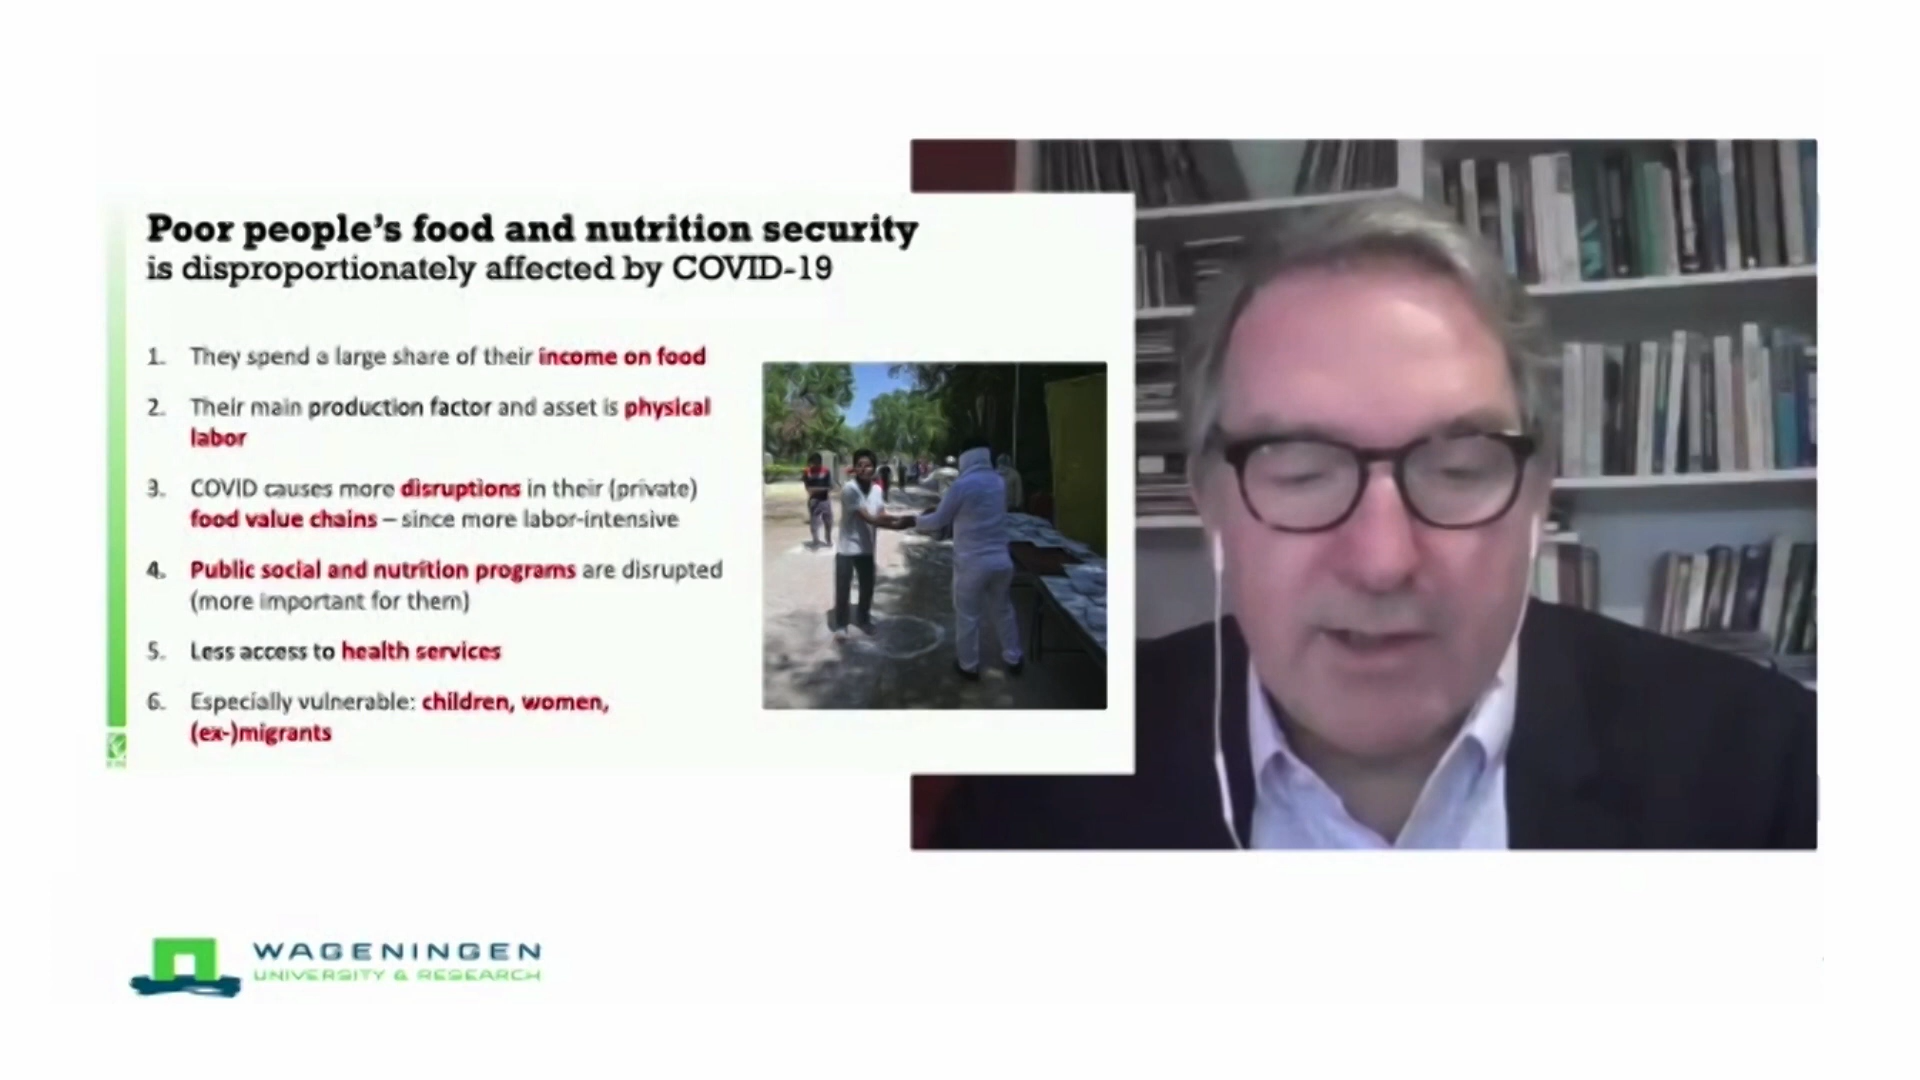 Poor people's food and nutrition security
is disproportionately affected by COVID-19
1. They spend a large share of their income on food
2. Their main production factor and asset is physical
labor
3. COVID causes more disruptions in their (private)
food value chains – since more labor-intensive
4. Public social and nutrition programs are disrupted
(more important for them)
5. Less access to health services
6. Especially vulnerable: children, women,
(ex-)migrants
WAGENINGEN
UNIVERSITY & RESEARCH